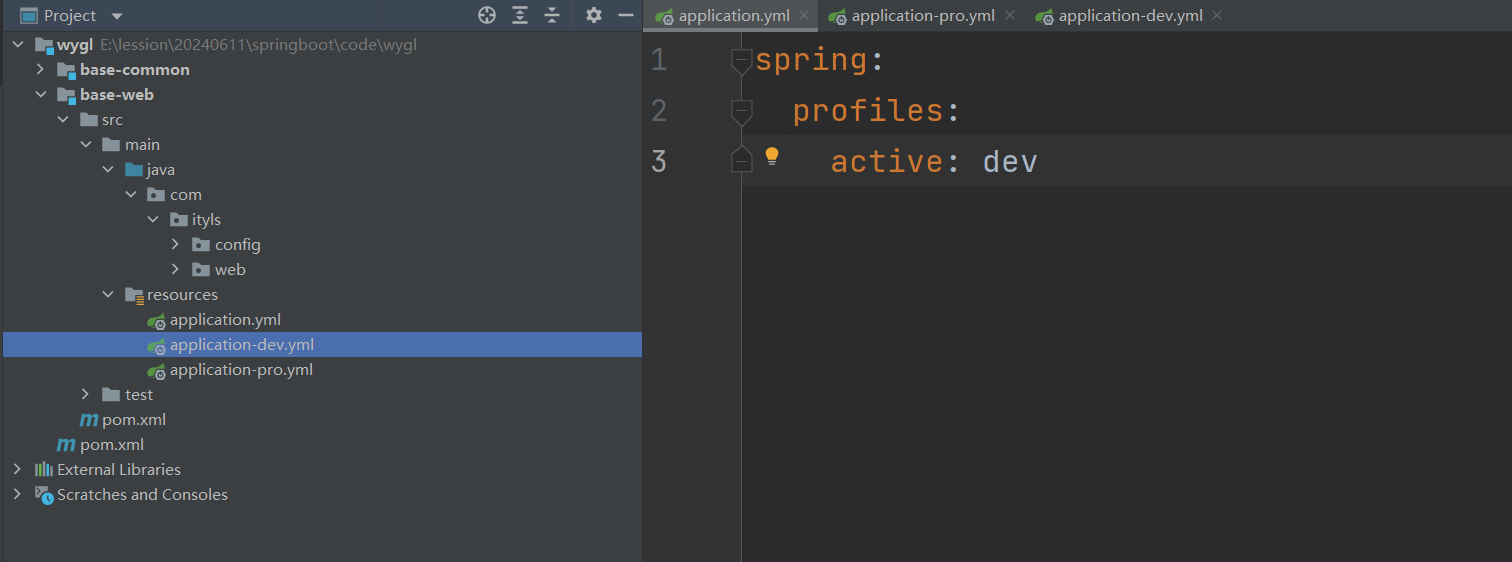 Project
wygl E:\lession\20240611\springboot\code\wygl
base-common
base-web
src
main
java
com
ityls
config
web
resources
application.yml
application-dev.yml
application-pro.yml
test
pom.xml
pom.xml
External Libraries
Scratches and Consoles
application.yml application-pro.yml application-dev.yml
1 spring:
2 profiles:
3 active: dev